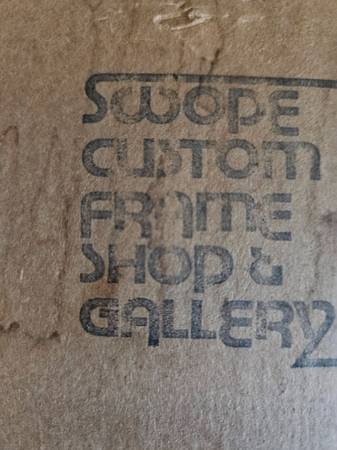 SWOPE
CUSTOM
FRAME
SHOP &
GALLERY